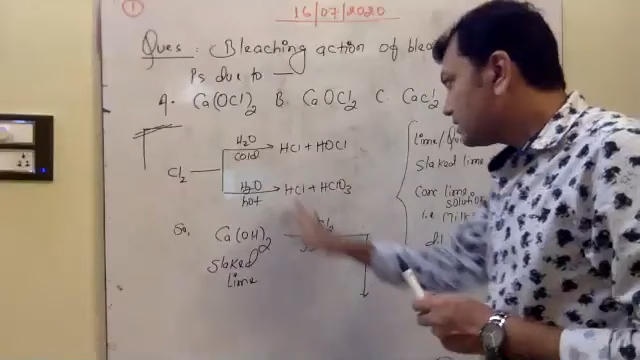 ①
16/07/2020
Ques: Bleaching action of
is due to __
A. Ca(OCl)₂ B. CaOCl₂ C. CaCl₂
Cl₂ H₂O cold → HCl + HOCl
H₂O hot → HCl + HClO₃
So, Ca(OH)₂
Slaked
lime
Lime/
Slaked lime
Conc lime
solution
i.e Milk
dil